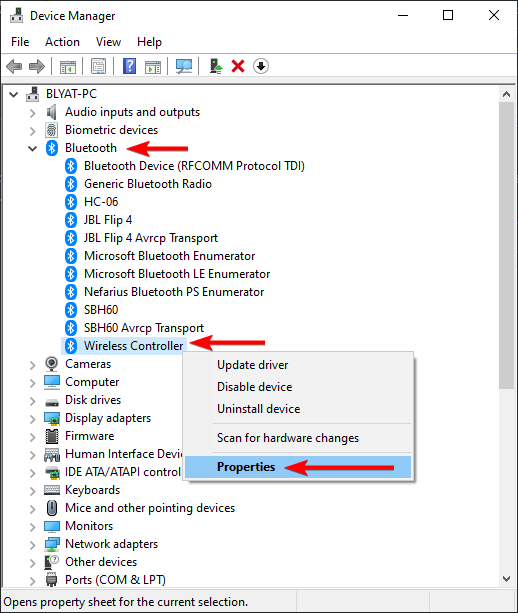 Device Manager
File Action View Help
BLYAT-PC
Audio inputs and outputs
Biometric devices
Bluetooth
Bluetooth Device (RFCOMM Protocol TDI)
Generic Bluetooth Radio
HC-06
JBL Flip 4
JBL Flip 4 Avrcp Transport
Microsoft Bluetooth Enumerator
Microsoft Bluetooth LE Enumerator
Nefarius Bluetooth PS Enumerator
SBH60
SBH60 Avrcp Transport
Wireless Controller
Update driver
Disable device
Uninstall device
Scan for hardware changes
Properties
Cameras
Computer
Disk drives
Display adapters
Firmware
Human Interface Devi
IDE ATA/ATAPI control
Keyboards
Mice and other pointing devices
Monitors
Network adapters
Other devices
Ports (COM & LPT)
Opens property sheet for the current selection.